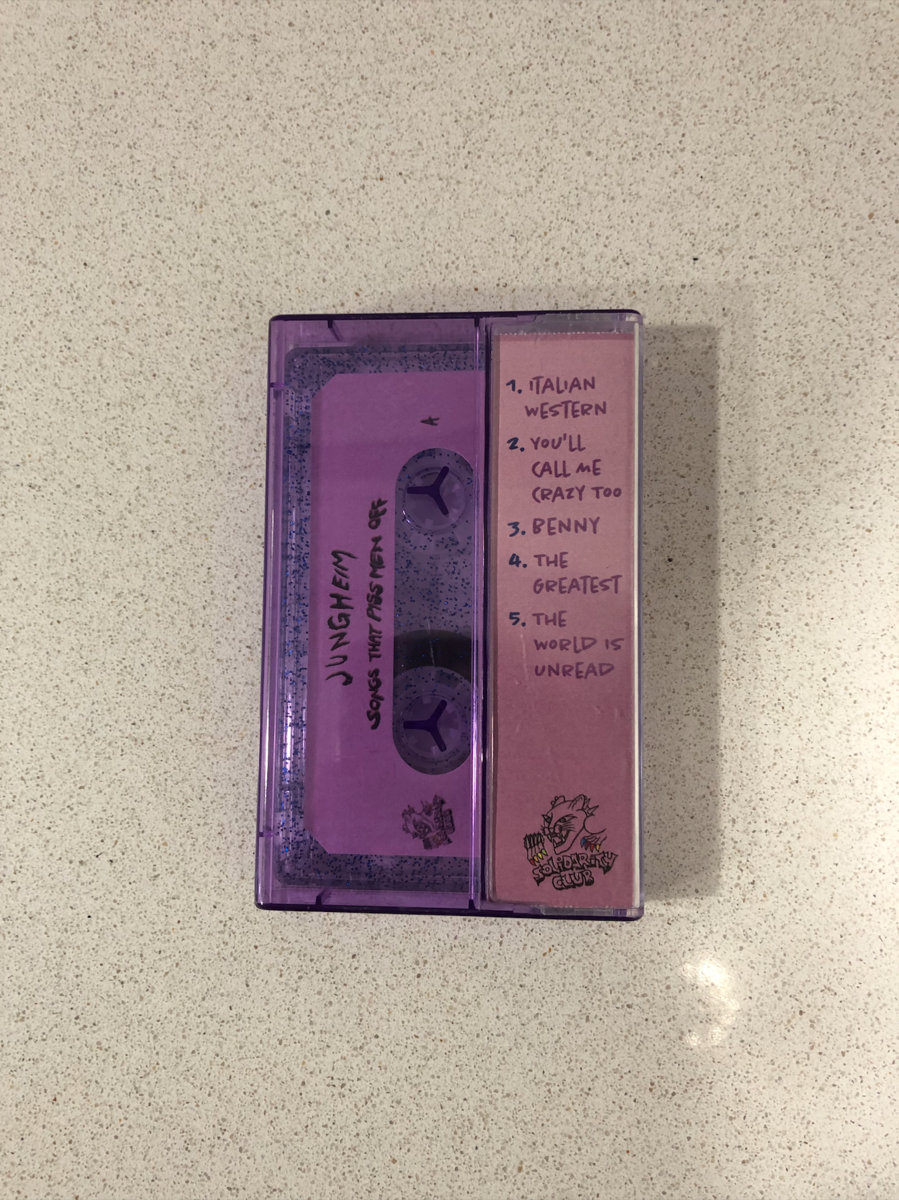 A
JUNGHEIM
SONGS THAT PISS MEN OFF
1. ITALIAN
WESTERN
2. YOU'LL
CALL ME
CRAZY TOO
3. BENNY
4. THE
GREATEST
5. THE
WORLD IS
UNREAD
SOLIDARITY
CLUB